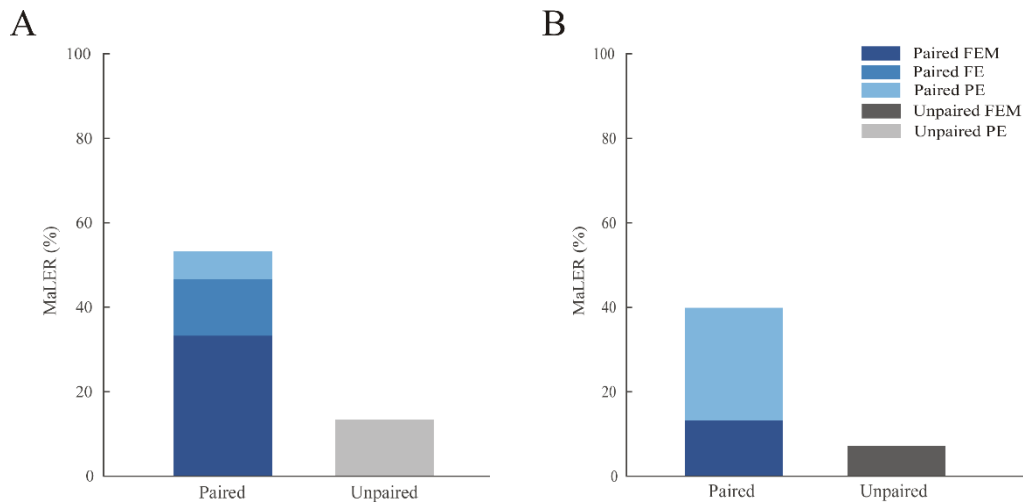 A
100
80
60
40
20
0
MaLER (%)
Paired
Unpaired
B
100
80
60
40
20
0
MaLER (%)
Paired
Unpaired
Paired FEM
Paired FE
Paired PE
Unpaired FEM
Unpaired PE